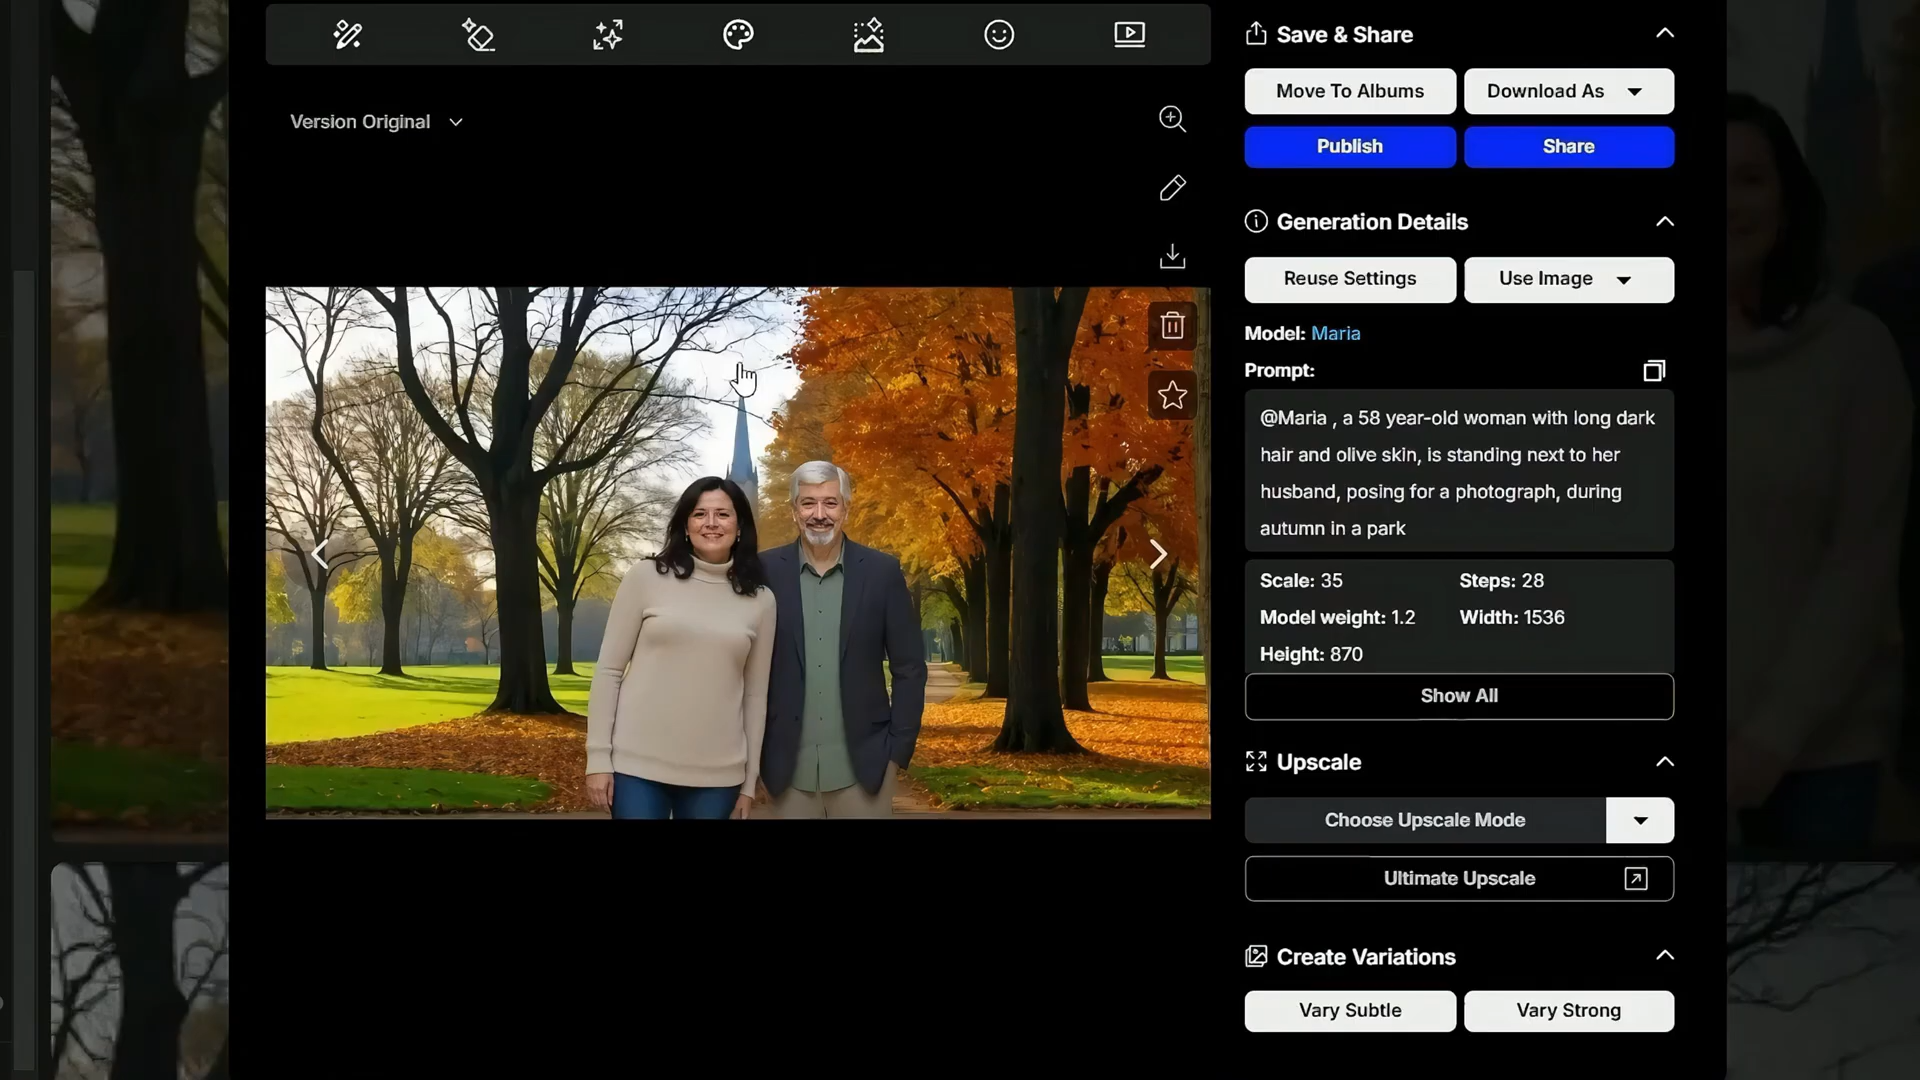 Version Original
Save & Share
Move To Albums
Download As
Publish
Share
Generation Details
Reuse Settings
Use Image
Model: Maria
Prompt:
@Maria , a 58 year-old woman with long dark
hair and olive skin, is standing next to her
husband, posing for a photograph, during
autumn in a park
Scale: 35
Steps: 28
Model weight: 1.2
Width: 1536
Height: 870
Show All
Upscale
Choose Upscale Mode
Ultimate Upscale
Create Variations
Vary Subtle
Vary Strong